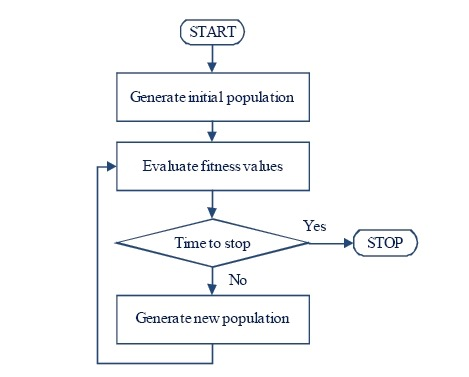 START
Generate initial population
Evaluate fitness values
Time to stop
Yes
STOP
No
Generate new population